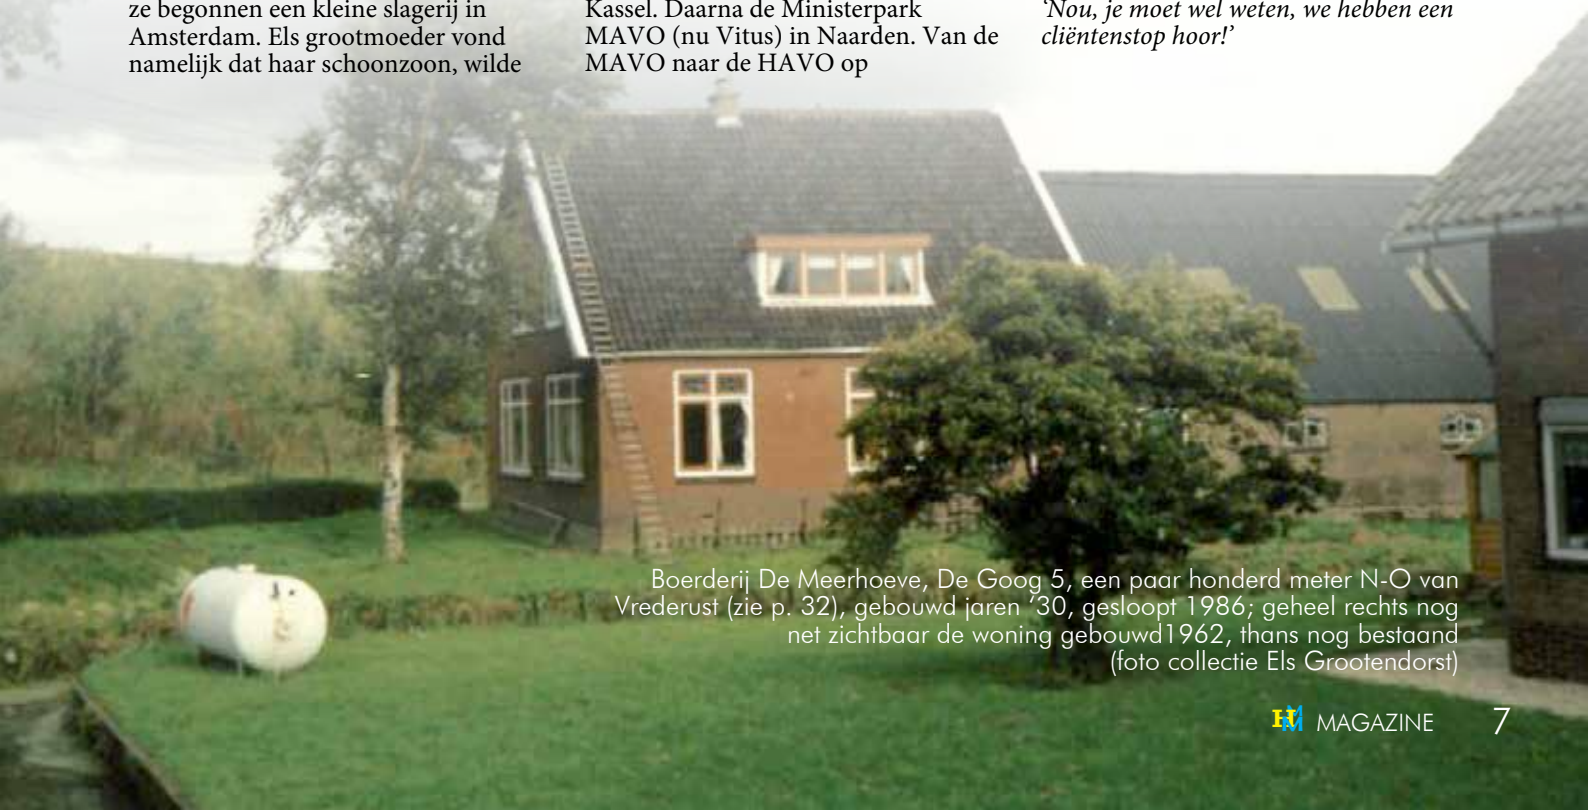 ze begonnen een kleine slagerij in
Amsterdam. Els grootmoeder vond
namelijk dat haar schoonzoon, wilde
Kassel. Daarna de Ministerpark
MAVO (nu Vitus) in Naarden. Van de
MAVO naar de HAVO op
‘Nou, je moet wel weten, we hebben een
cliëntenstop hoor!’
Boerderij De Meerhoeve, De Goog 5, een paar honderd meter N-O van
Vrederust (zie p. 32), gebouwd jaren ’30, gesloopt 1986; geheel rechts nog
net zichtbaar de woning gebouwd1962, thans nog bestaand
(foto collectie Els Grootendorst)
HM MAGAZINE 7